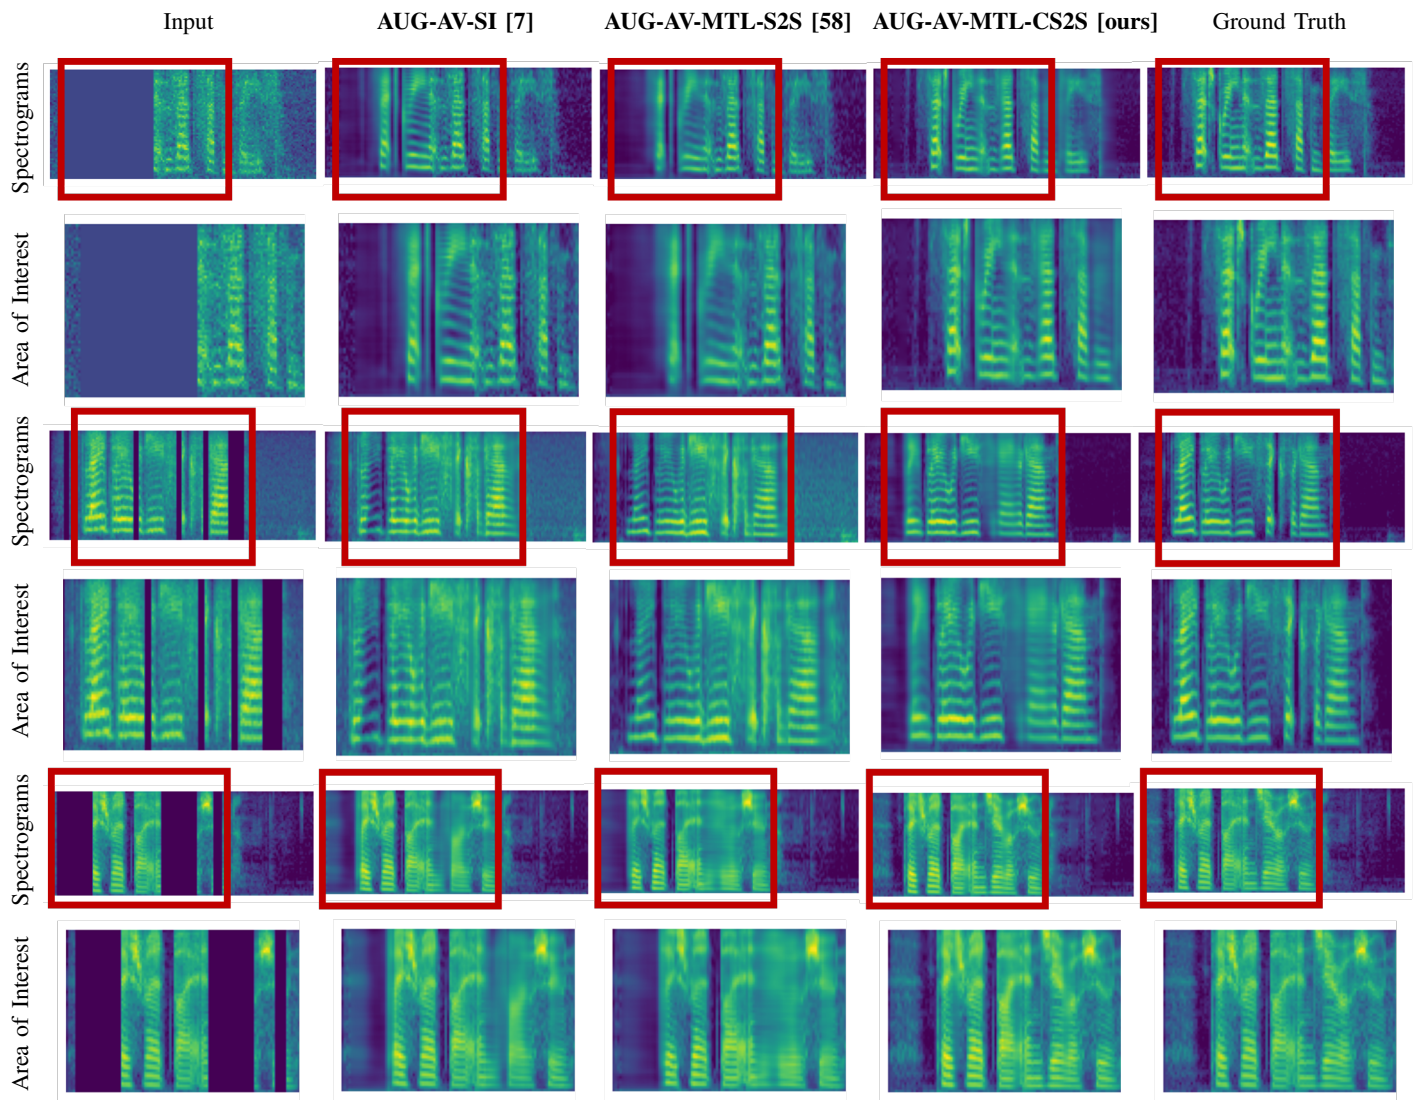 Input AUG-AV-SI [7] AUG-AV-MTL-S2S [58] AUG-AV-MTL-CS2S [ours] Ground Truth
Spectrograms
Area of Interest
Spectrograms
Area of Interest
Spectrograms
Area of Interest